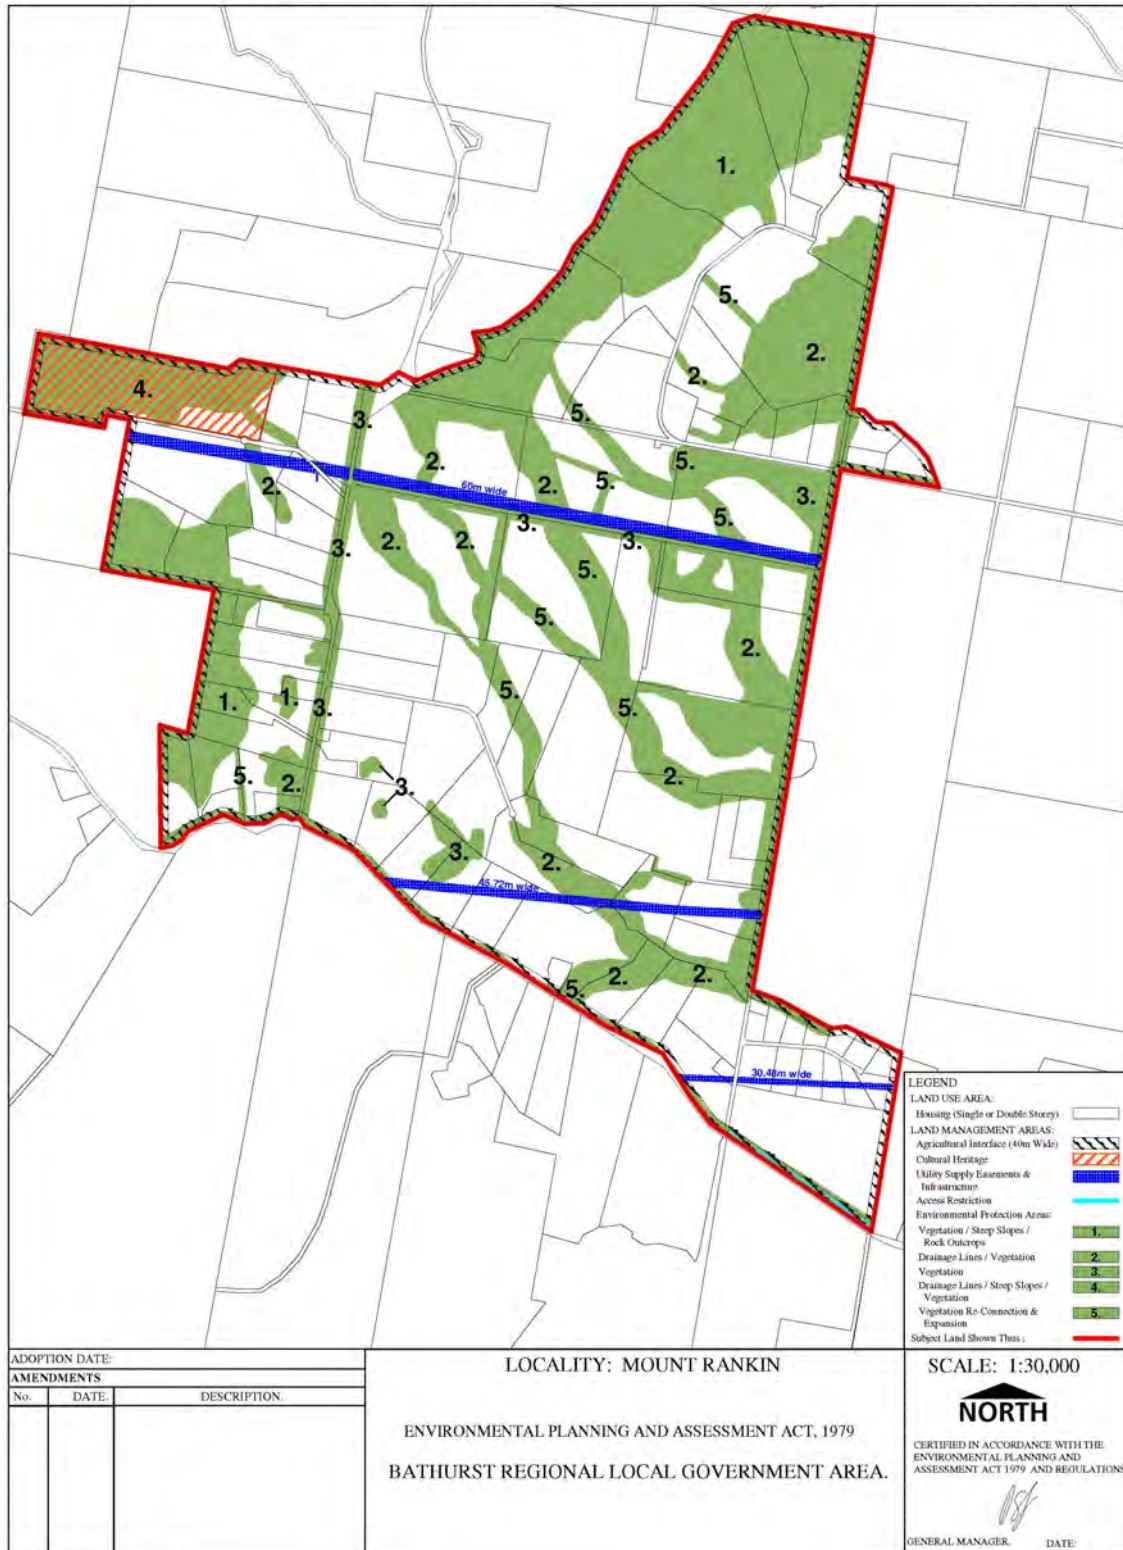 1.
5.
2.
4.
2.
3.
5.
2.
5.
3.
2.
2.
5.
60m wide
3.
5.
3.
2.
2.
3.
3.
5.
5.
2.
1.
1.
3.
5.
5.
5.
2.
3.
2.
3.
2.
45.72m wide
2.
2.
5.
30.48m wide
LEGEND
LAND USE AREA:
Housing (Single or Double Storey)
LAND MANAGEMENT AREAS:
Agricultural Interface (40m Wide)
Cultural Heritage
Utility Supply Easements &
Infrastructure
Access Restriction
Environmental Protection Areas:
Vegetation / Steep Slopes /
Rock Outcrops
1.
Drainage Lines / Vegetation
2.
Vegetation
3.
Drainage Lines / Steep Slopes /
Vegetation
4.
Vegetation Re-Connection &
Expansion
5.
Subject Land Shown Thus :
ADOPTION DATE:
AMENDMENTS
No. DATE. DESCRIPTION.
LOCALITY: MOUNT RANKIN
ENVIRONMENTAL PLANNING AND ASSESSMENT ACT, 1979
BATHURST REGIONAL LOCAL GOVERNMENT AREA.
SCALE: 1:30,000
NORTH
CERTIFIED IN ACCORDANCE WITH THE
ENVIRONMENTAL PLANNING AND
ASSESSMENT ACT 1979 AND REGULATIONS
GENERAL MANAGER. DATE: